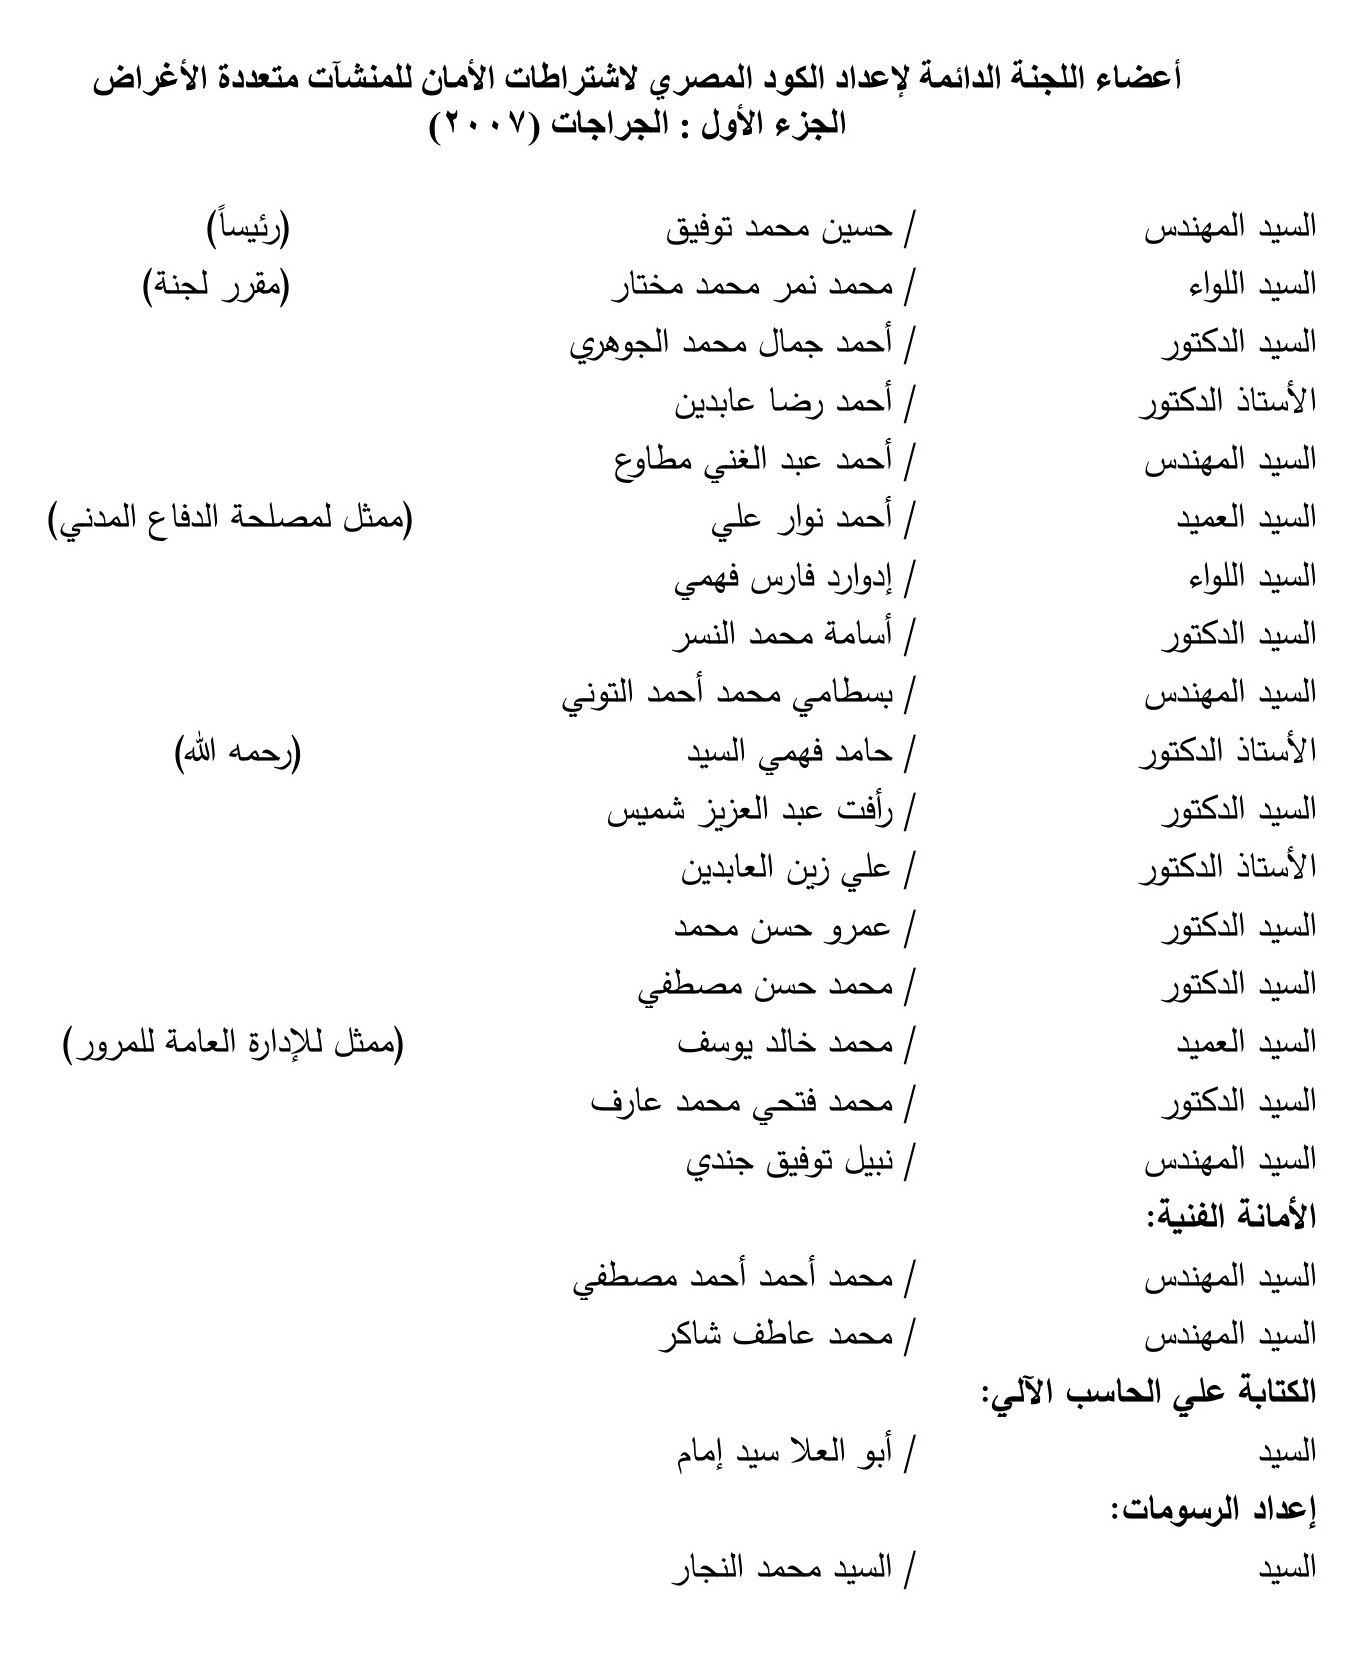 أعضاء اللجنة الدائمة لإعداد الكود المصري لاشتراطات الأمان للمنشآت متعددة الأغراض
الجزء الأول : الجراجات (٢٠٠٧)
السيد المهندس / حسين محمد توفيق (رئيساً)
السيد اللواء / محمد نمر محمد مختار (مقرر لجنة)
السيد الدكتور / أحمد جمال محمد الجوهري
الأستاذ الدكتور / أحمد رضا عابدين
السيد المهندس / أحمد عبد الغني مطاوع
السيد العميد / أحمد نوار علي (ممثل لمصلحة الدفاع المدني)
السيد اللواء / إدوارد فارس فهمي
السيد الدكتور / أسامة محمد النسر
السيد المهندس / بسطامي محمد أحمد التوني
الأستاذ الدكتور / حامد فهمي السيد (رحمه الله)
السيد الدكتور / رأفت عبد العزيز شميس
الأستاذ الدكتور / علي زين العابدين
السيد الدكتور / عمرو حسن محمد
السيد الدكتور / محمد حسن مصطفي
السيد العميد / محمد خالد يوسف (ممثل للإدارة العامة للمرور)
السيد الدكتور / محمد فتحي محمد عارف
السيد المهندس / نبيل توفيق جندي
الأمانة الفنية:
السيد المهندس / محمد أحمد أحمد مصطفي
السيد المهندس / محمد عاطف شاكر
الكتابة علي الحاسب الآلي:
السيد / أبو العلا سيد إمام
إعداد الرسومات:
السيد / السيد محمد النجار